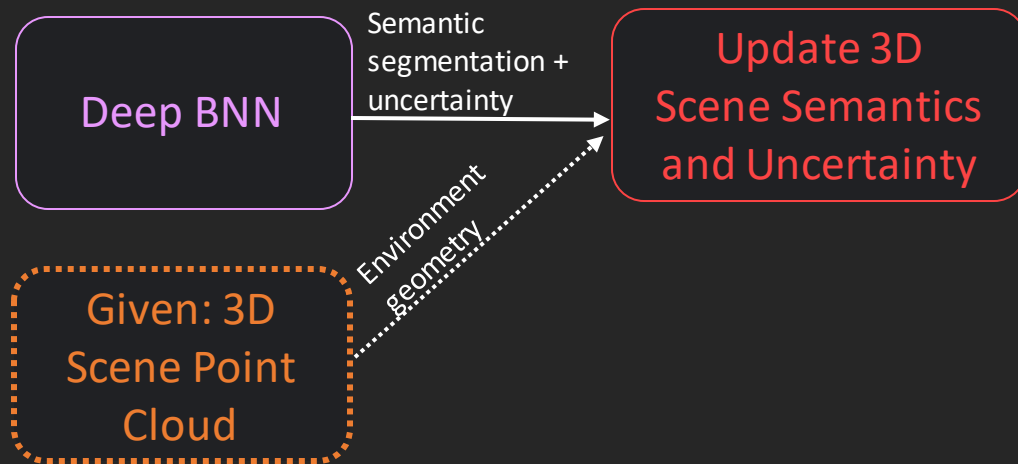 Deep BNN
Semantic
segmentation +
uncertainty
Update 3D
Scene Semantics
and Uncertainty
Environment
geometry
Given: 3D
Scene Point
Cloud